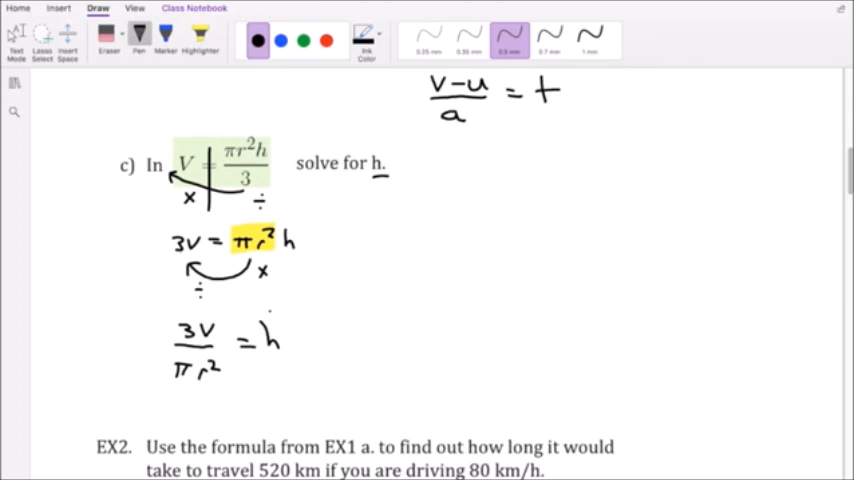 Home Insert Draw View Class Notebook
Text Mode Lasso Select Insert Space Eraser Pen Marker Highlighter Ink Color 0.25 mm 0.35 mm 0.5 mm 0.7 mm 1 mm
(v-u)/a = t
c) In V = πr²h/3 solve for h.
x ÷
3V = πr² h
x
÷
3V/πr² = h
EX2. Use the formula from EX1 a. to find out how long it would
take to travel 520 km if you are driving 80 km/h.